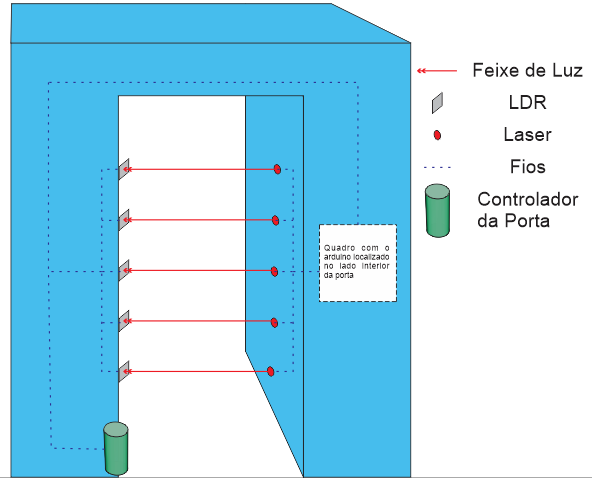 Feixe de Luz
LDR
Laser
Fios
Controlador
da Porta
Quadro com o
arduino localizado
no lado interior
da porta